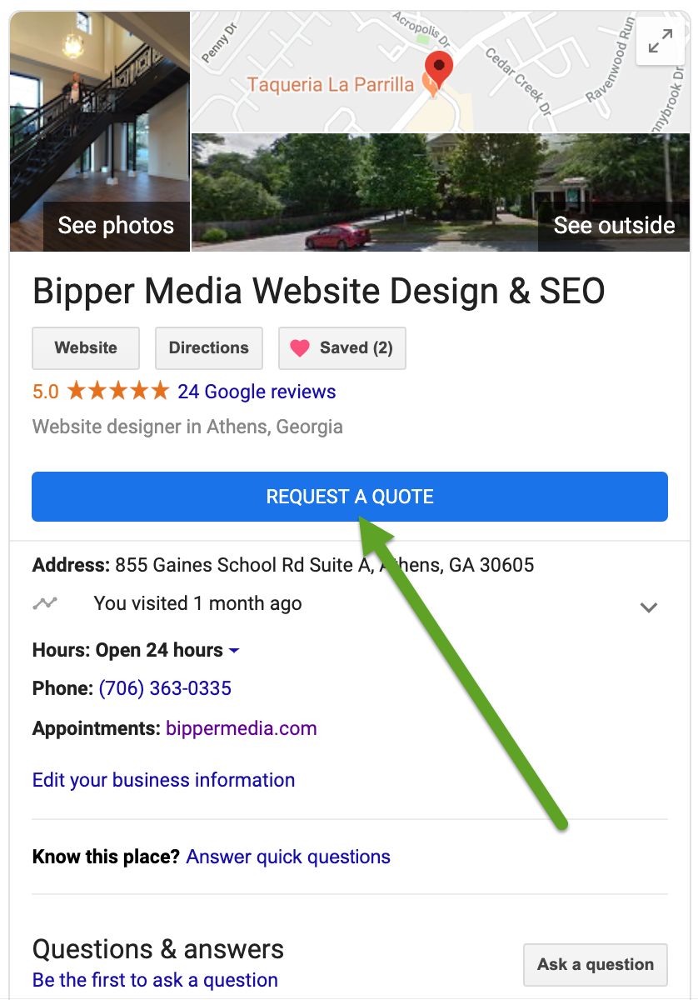 Penny Dr
Acropolis Dr
Cedar Creek Dr
Ravenwood Run
nnybrook Dr
Taqueria La Parrilla
See photos
See outside
Bipper Media Website Design & SEO
Website
Directions
Saved (2)
5.0
24 Google reviews
Website designer in Athens, Georgia
REQUEST A QUOTE
Address: 855 Gaines School Rd Suite A, Athens, GA 30605
You visited 1 month ago
Hours: Open 24 hours
Phone: (706) 363-0335
Appointments: bippermedia.com
Edit your business information
Know this place? Answer quick questions
Questions & answers
Be the first to ask a question
Ask a question